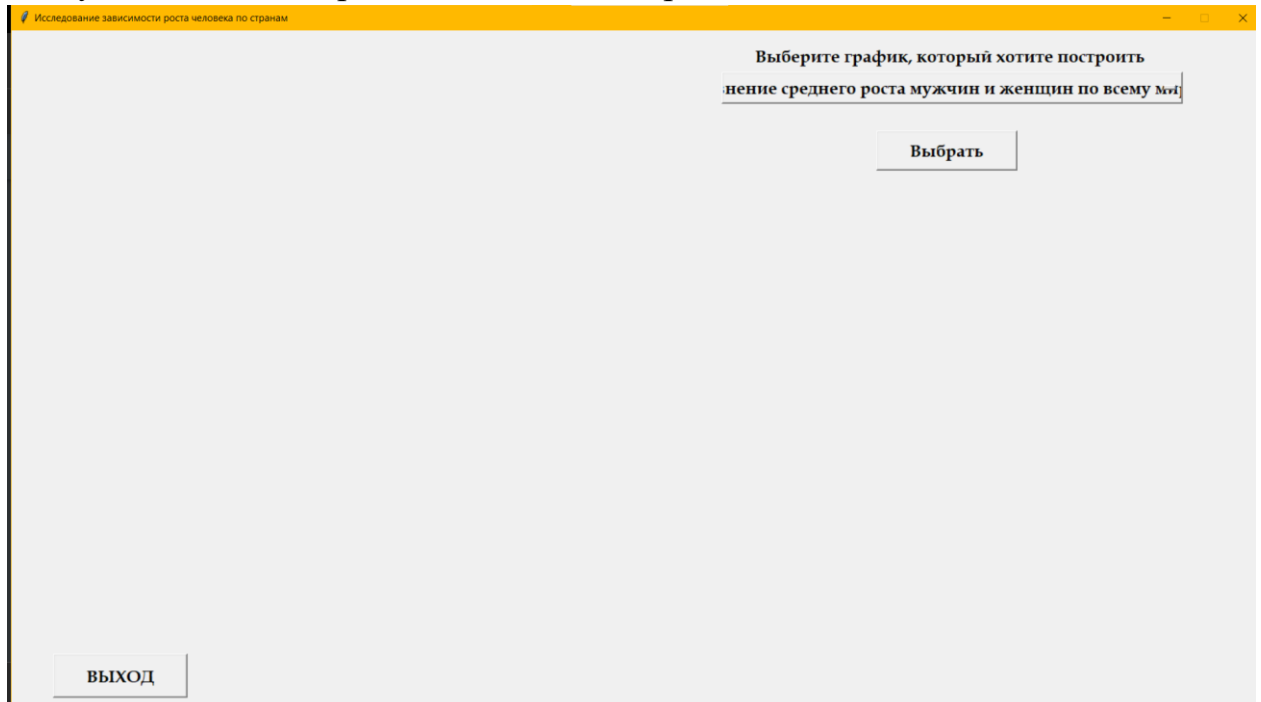 Исследование зависимости роста человека по странам
Выберите график, который хотите построить
нение среднего роста мужчин и женщин по всему
Выбрать
ВЫХОД